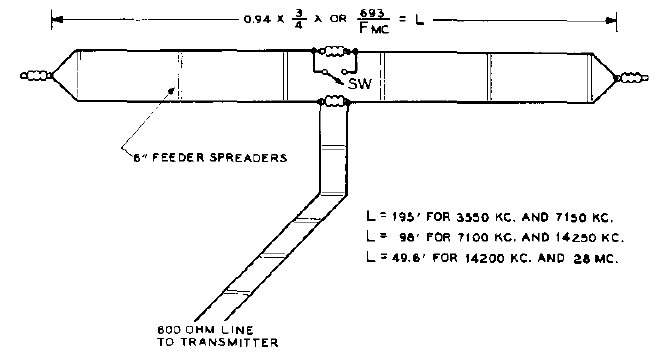 0.94 X 3/4 λ OR 693/FMC = L
SW
6" FEEDER SPREADERS
L = 195' FOR 3550 KC. AND 7150 KC.
L = 98' FOR 7100 KC. AND 14250 KC.
L = 49.6' FOR 14200 KC. AND 28 MC.
600 OHM LINE
TO TRANSMITTER